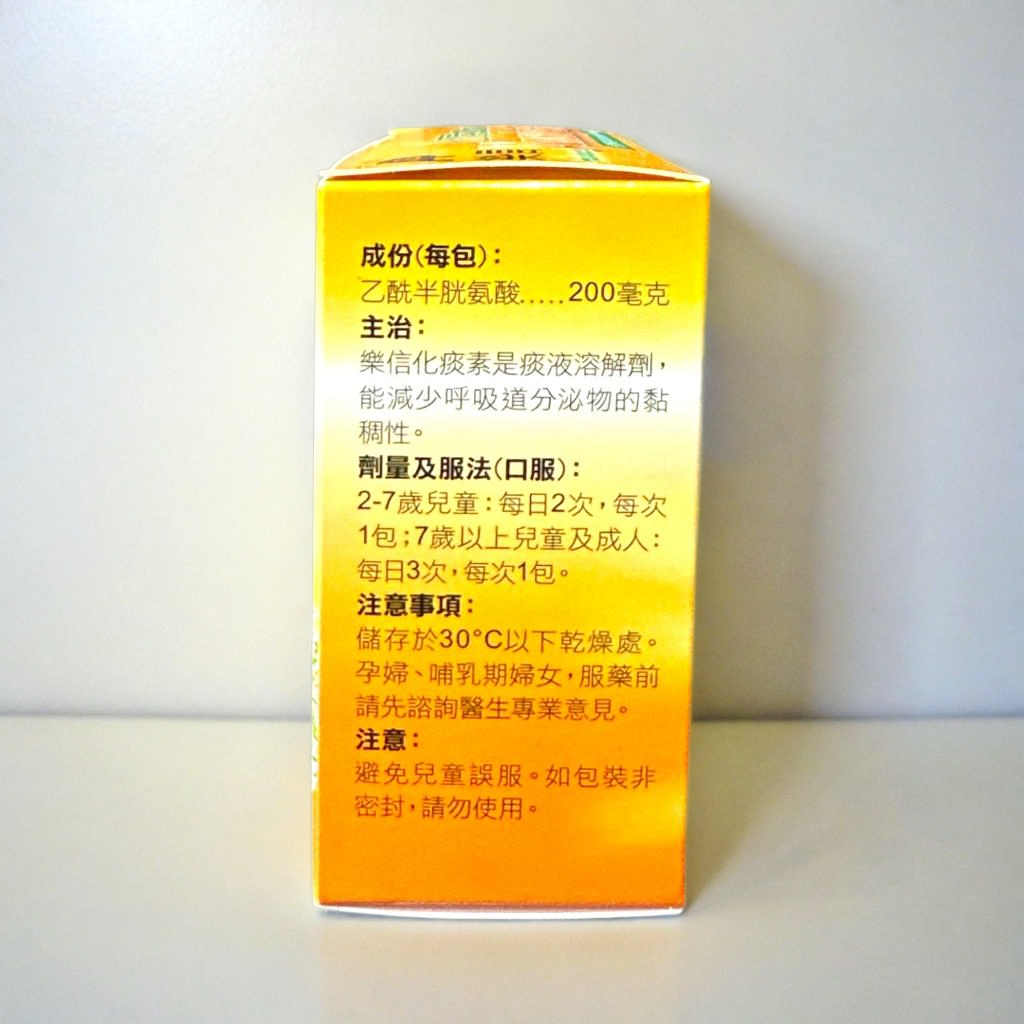 成份(每包):
乙酰半胱氨酸.....200毫克
主治:
樂信化痰素是痰液溶解劑,
能減少呼吸道分泌物的黏
稠性。
劑量及服法(口服):
2-7歲兒童:每日2次,每次
1包;7歲以上兒童及成人:
每日3次,每次1包。
注意事項:
儲存於30°C以下乾燥處。
孕婦、哺乳期婦女,服藥前
請先諮詢醫生專業意見。
注意:
避免兒童誤服。如包裝非
密封,請勿使用。